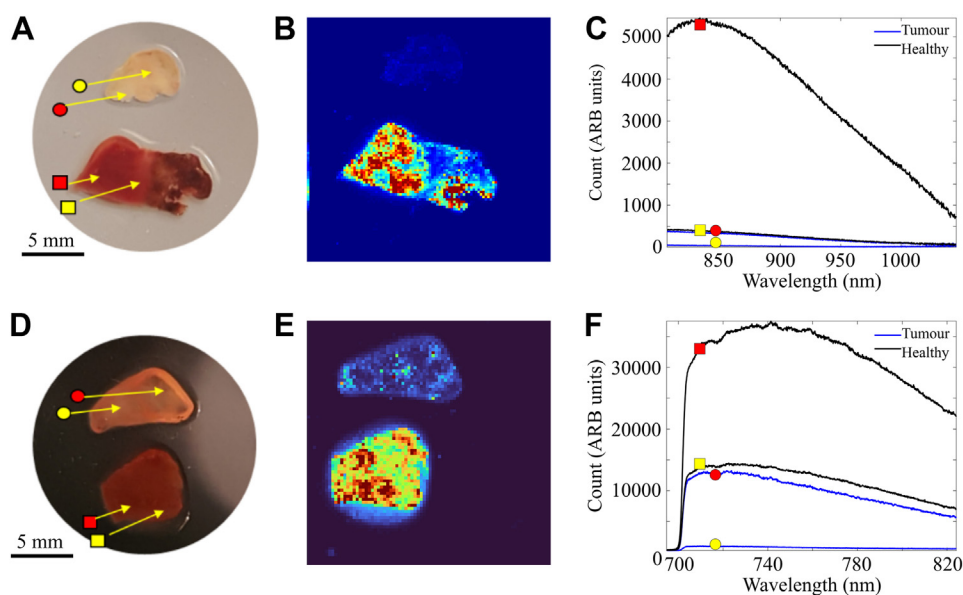 A
5 mm
B
C
Count (ARB units)
5000
4000
3000
2000
1000
0
850
900
950
1000
Wavelength (nm)
Tumour
Healthy
D
5 mm
E
F
Count (ARB units)
30000
20000
10000
0
700
740
780
820
Wavelength (nm)
Tumour
Healthy